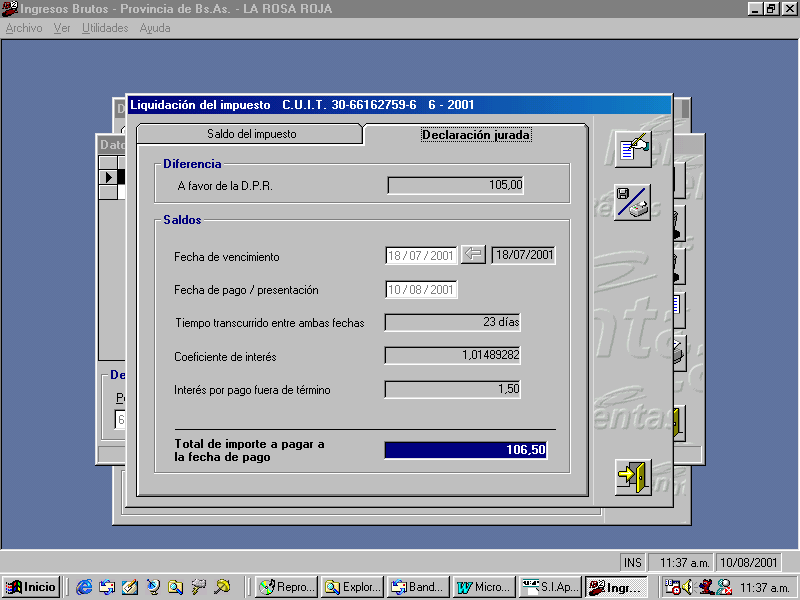 Ingresos Brutos - Provincia de Bs.As. - LA ROSA ROJA
Archivo Ver Utilidades Ayuda
Liquidación del impuesto C.U.I.T. 30-66162759-6 6 - 2001
Saldo del impuesto
Declaración jurada
Diferencia
A favor de la D.P.R.
105,00
Saldos
Fecha de vencimiento
18/07/2001
18/07/2001
Fecha de pago / presentación
10/08/2001
Tiempo transcurrido entre ambas fechas
23 días
Coeficiente de interés
1,01489282
Interés por pago fuera de término
1,50
Total de importe a pagar a
la fecha de pago
106,50
Dato
De
INS 11:37 a.m. 10/08/2001
Inicio
Repro...
Explor...
Band...
Micro...
S.I.Ap...
Ingr...
11:37 a.m.